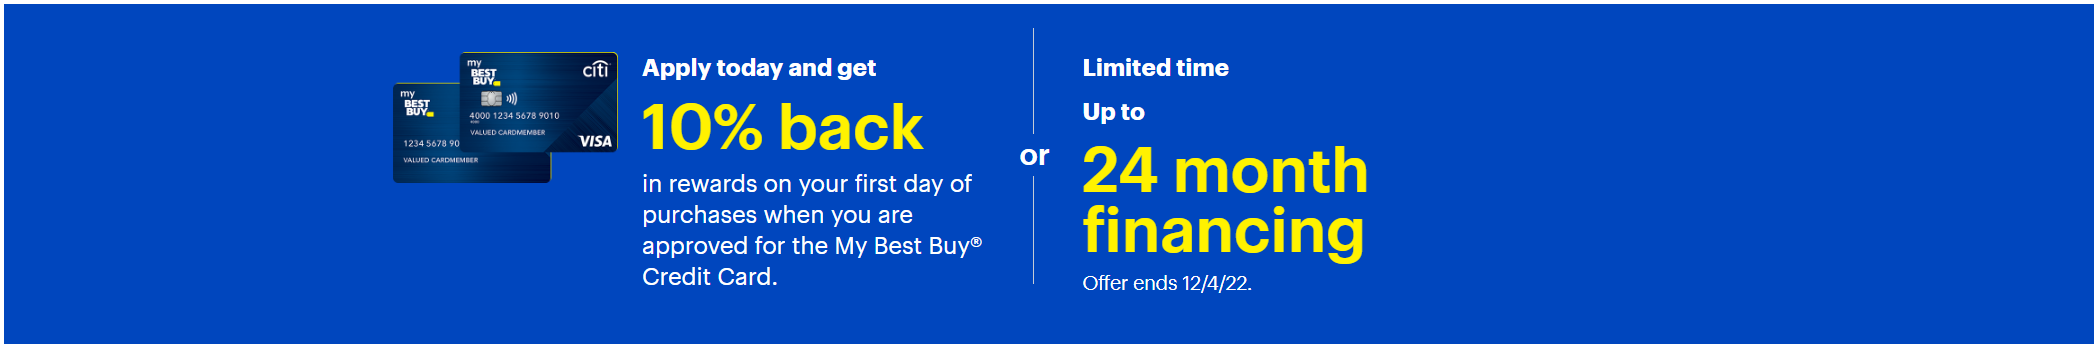 my
BEST
BUY
citi
4000 1234 5678 9010
VALUED CARDMEMBER
VISA
my
BEST
BUY
1234 5678 90
VALUED CARDMEMBER
Apply today and get
10% back
in rewards on your first day of
purchases when you are
approved for the My Best Buy®
Credit Card.
or
Limited time
Up to
24 month
financing
Offer ends 12/4/22.